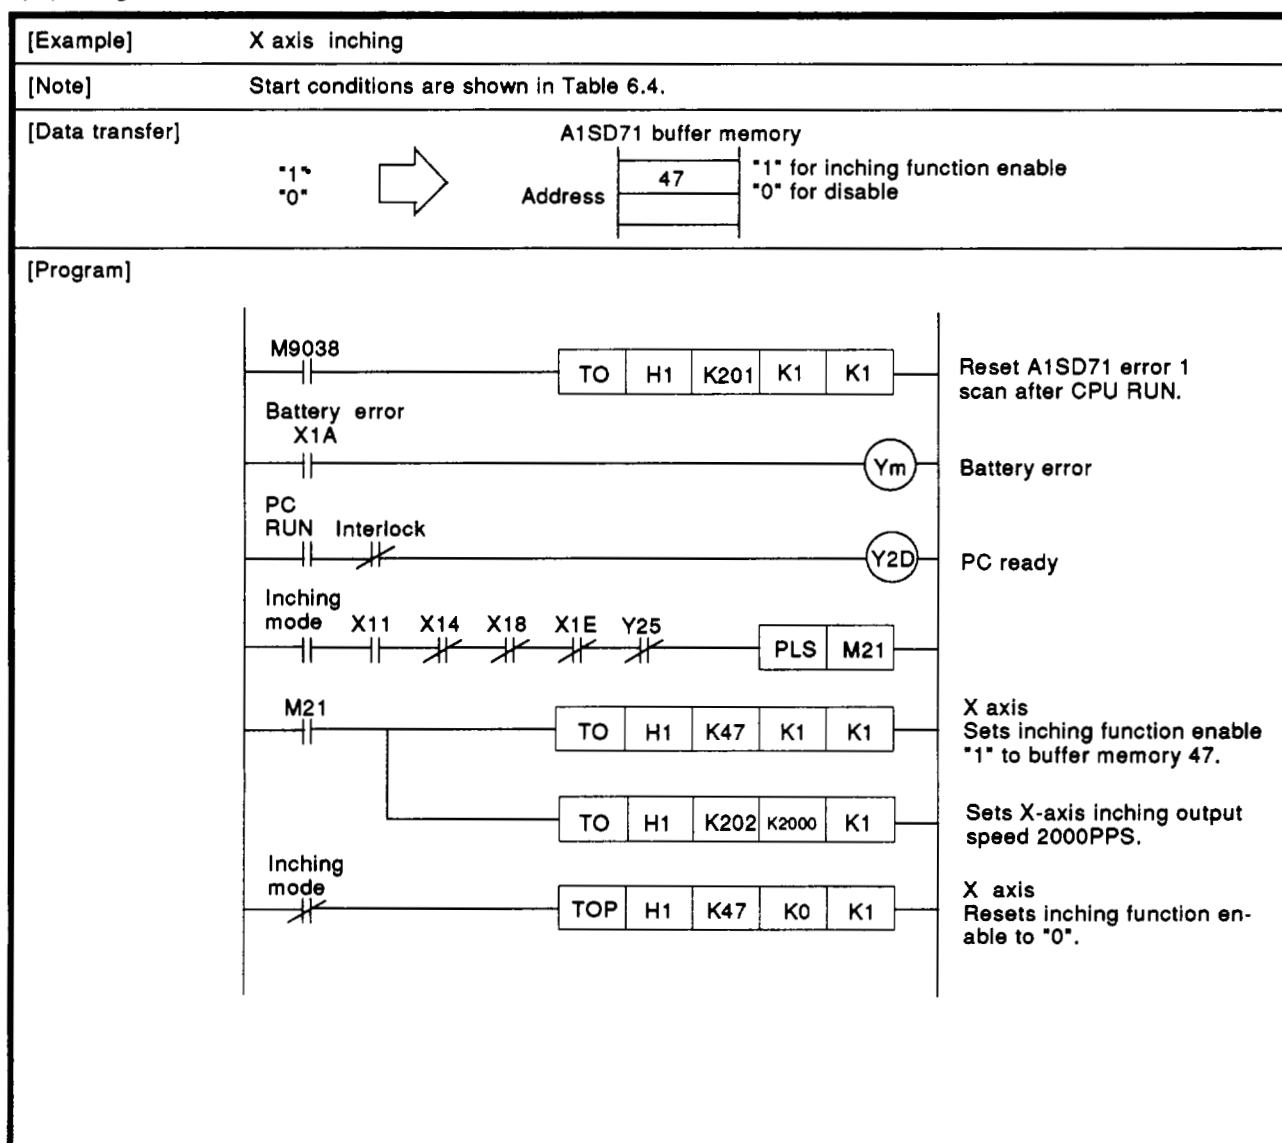 [Example] X axis inching
[Note] Start conditions are shown in Table 6.4.
[Data transfer] A1SD71 buffer memory
"1"
"0"
Address 47
"1" for inching function enable
"0" for disable
[Program]
M9038
TO H1 K201 K1 K1
Reset A1SD71 error 1
scan after CPU RUN.
Battery error
X1A
Ym
Battery error
PC
RUN Interlock
Y2D
PC ready
Inching
mode X11 X14 X18 X1E Y25
PLS M21
M21
TO H1 K47 K1 K1
X axis
Sets inching function enable
"1" to buffer memory 47.
TO H1 K202 K2000 K1
Sets X-axis inching output
speed 2000PPS.
Inching
mode
TOP H1 K47 K0 K1
X axis
Resets inching function en-
able to "0".